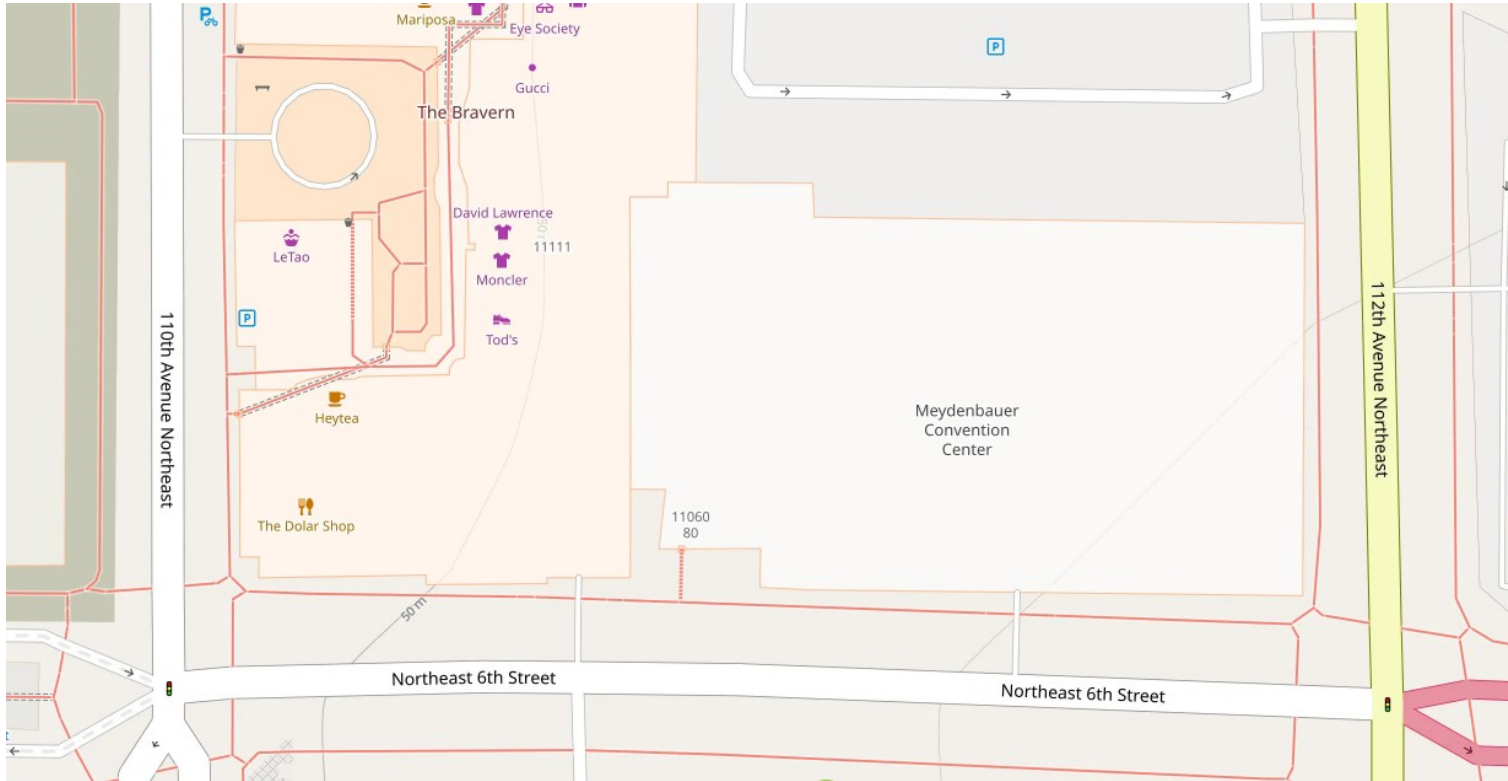 Mariposa
Eye Society
P
P
Gucci
The Bravern
David Lawrence
LeTao
50 m
11111
Moncler
P
Tod's
110th Avenue Northeast
112th Avenue Northeast
Heytea
Meydenbauer
Convention
Center
The Dolar Shop
11060
80
50 m
Northeast 6th Street
Northeast 6th Street
t